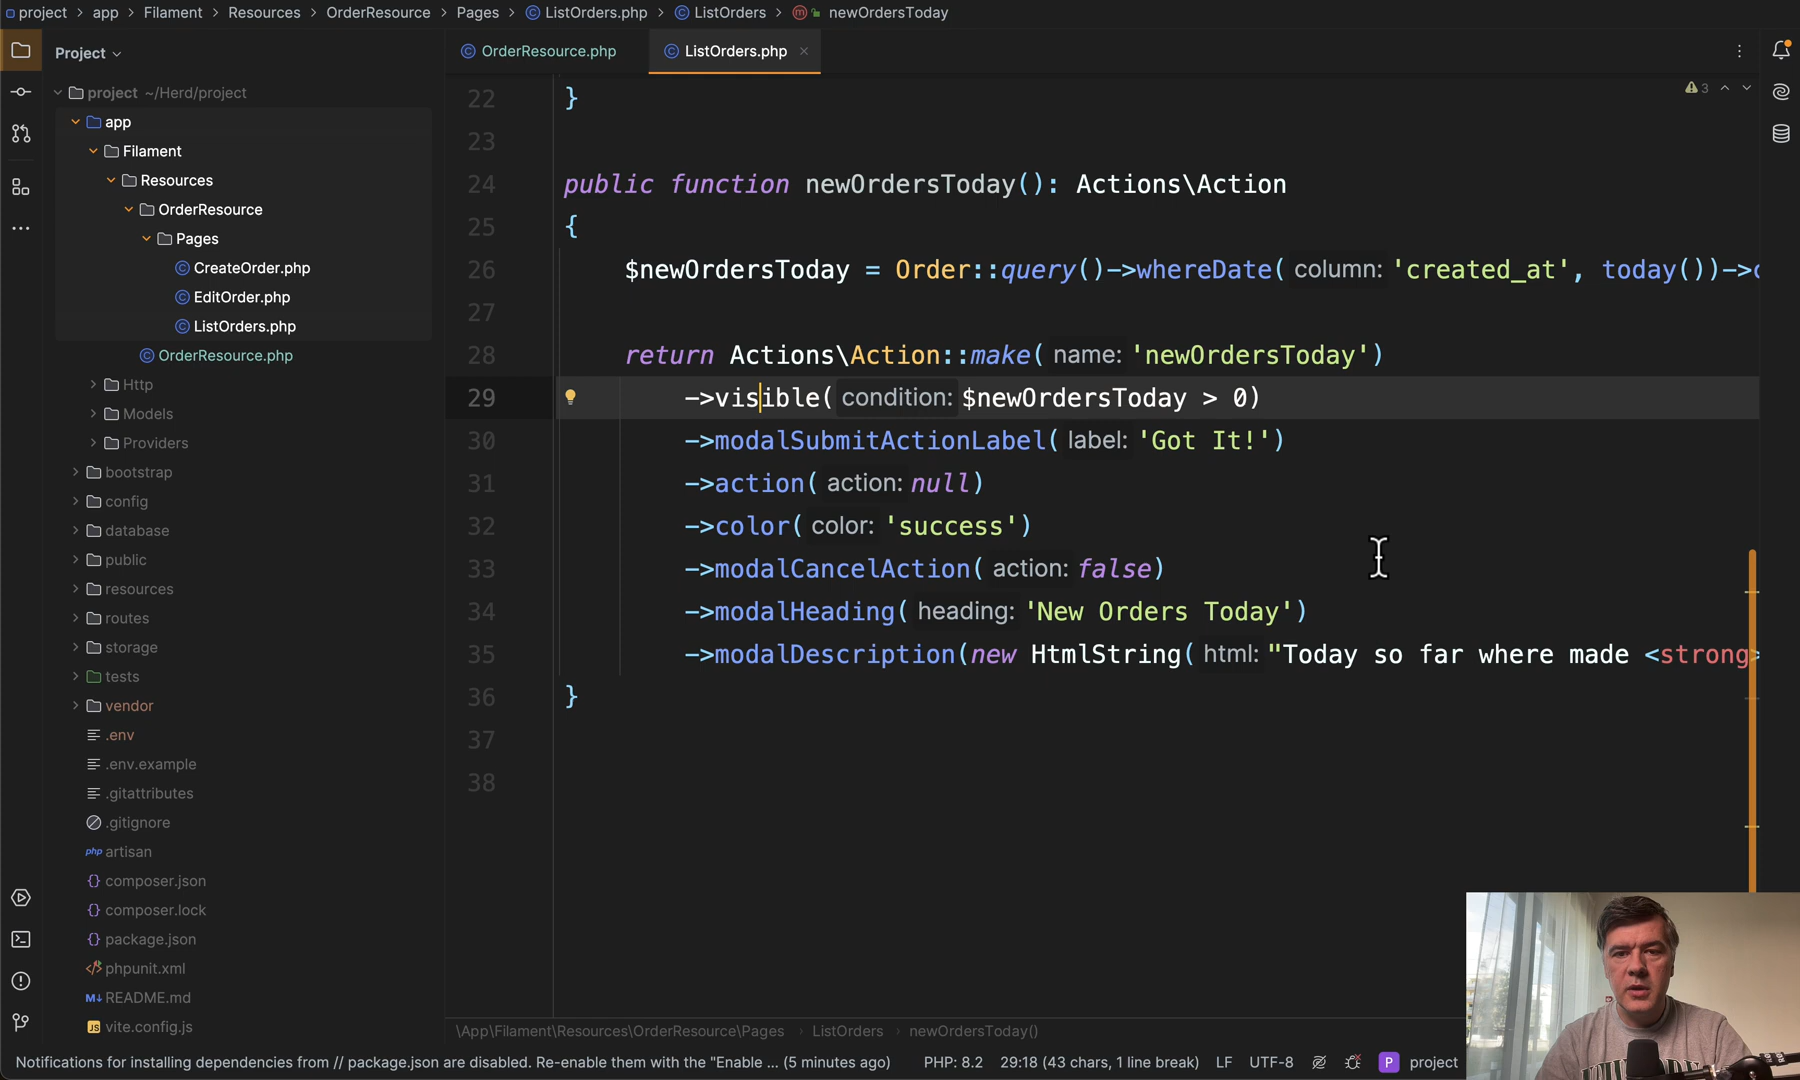 project > app > Filament > Resources > OrderResource > Pages > ListOrders.php > ListOrders > newOrdersToday
Project
OrderResource.php
ListOrders.php
project ~/Herd/project
app
Filament
Resources
OrderResource
Pages
CreateOrder.php
EditOrder.php
ListOrders.php
OrderResource.php
Http
Models
Providers
bootstrap
config
database
public
resources
routes
storage
tests
vendor
.env
.env.example
.gitattributes
.gitignore
php artisan
{} composer.json
{} composer.lock
{} package.json
</> phpunit.xml
M↓ README.md
JS vite.config.js
3
22 }
23
24 public function newOrdersToday(): Actions\Action
25 {
26 $newOrdersToday = Order::query()->whereDate( column: 'created_at', today())->
27
28 return Actions\Action::make( name: 'newOrdersToday')
29 ->visible( condition: $newOrdersToday > 0)
30 ->modalSubmitActionLabel( label: 'Got It!')
31 ->action( action: null)
32 ->color( color: 'success')
33 ->modalCancelAction( action: false)
34 ->modalHeading( heading: 'New Orders Today')
35 ->modalDescription(new HtmlString( html: "Today so far where made <strong>
36 }
37
38
\App\Filament\Resources\OrderResource\Pages > ListOrders > newOrdersToday()
Notifications for installing dependencies from // package.json are disabled. Re-enable them with the "Enable ... (5 minutes ago)
PHP: 8.2
29:18 (43 chars, 1 line break)
LF
UTF-8
P project